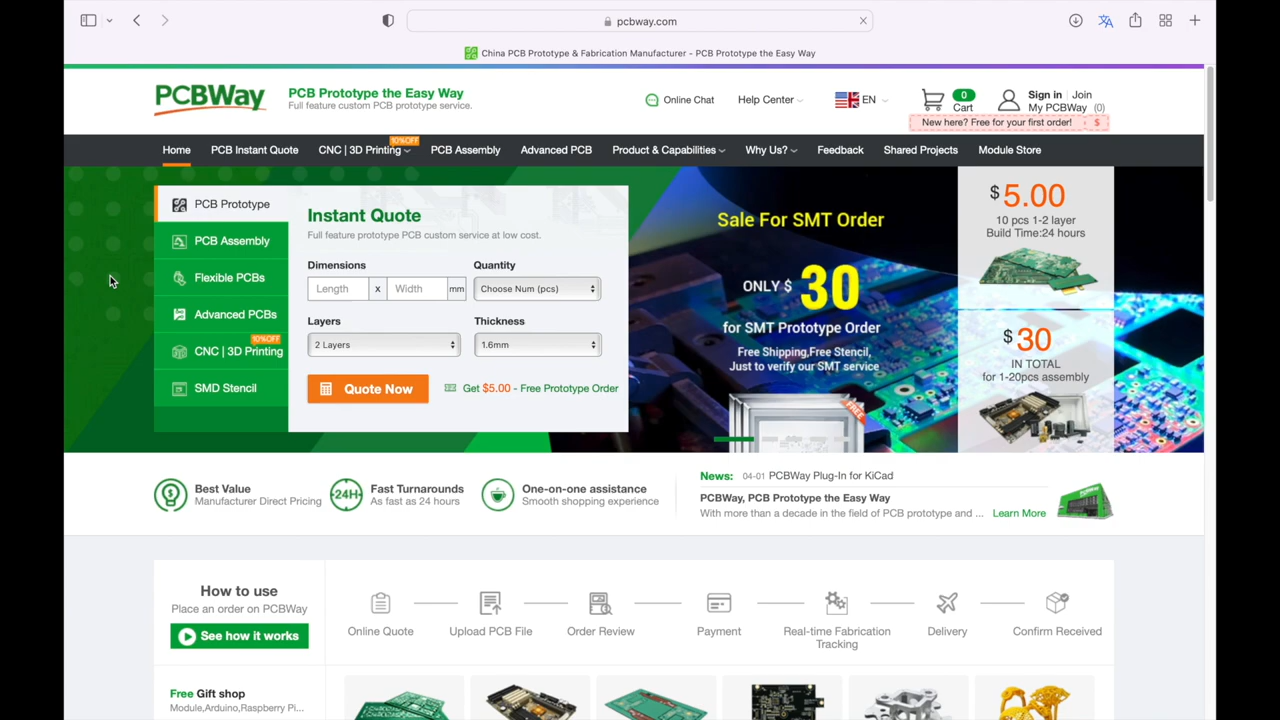 pcbway.com
China PCB Prototype & Fabrication Manufacturer - PCB Prototype the Easy Way
PCBWay
PCB Prototype the Easy Way
Full feature custom PCB prototype service.
Online Chat
Help Center
EN
0
Cart
Sign in | Join
My PCBWay (0)
New here? Free for your first order! $
Home
PCB Instant Quote
CNC | 3D Printing
10%OFF
PCB Assembly
Advanced PCB
Product & Capabilities
Why Us?
Feedback
Shared Projects
Module Store
PCB Prototype
PCB Assembly
Flexible PCBs
Advanced PCBs
10%OFF
CNC | 3D Printing
SMD Stencil
Instant Quote
Full feature prototype PCB custom service at low cost.
Dimensions
Quantity
Length x Width mm
Choose Num (pcs)
Layers
Thickness
2 Layers
1.6mm
Quote Now
Get $5.00 - Free Prototype Order
Sale For SMT Order
ONLY $ 30
for SMT Prototype Order
Free Shipping,Free Stencil,
Just to verify our SMT service
FREE
$5.00
10 pcs 1-2 layer
Build Time:24 hours
$30
IN TOTAL
for 1-20pcs assembly
Best Value
Manufacturer Direct Pricing
24H
Fast Turnarounds
As fast as 24 hours
One-on-one assistance
Smooth shopping experience
News: 04-01 PCBWay Plug-In for KiCad
PCBWay, PCB Prototype the Easy Way
With more than a decade in the field of PCB prototype and ... Learn More
PCBWay
How to use
Place an order on PCBWay
See how it works
Online Quote
Upload PCB File
Order Review
Payment
Real-time Fabrication
Tracking
Delivery
Confirm Received
Free Gift shop
Module,Arduino,Raspberry Pi...